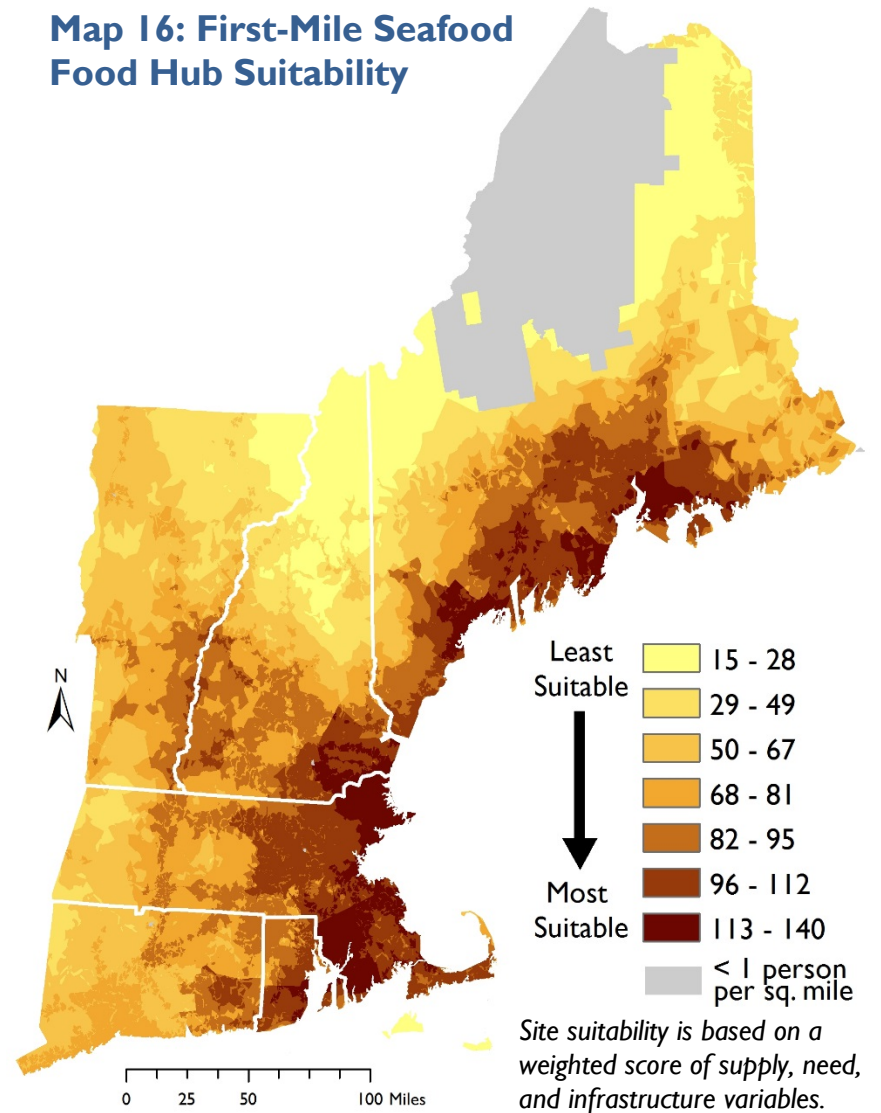 Map 16: First-Mile Seafood
Food Hub Suitability
N
Least
Suitable
Most
Suitable
15 - 28
29 - 49
50 - 67
68 - 81
82 - 95
96 - 112
113 - 140
< 1 person
per sq. mile
Site suitability is based on a
weighted score of supply, need,
and infrastructure variables.
0 25 50 100 Miles